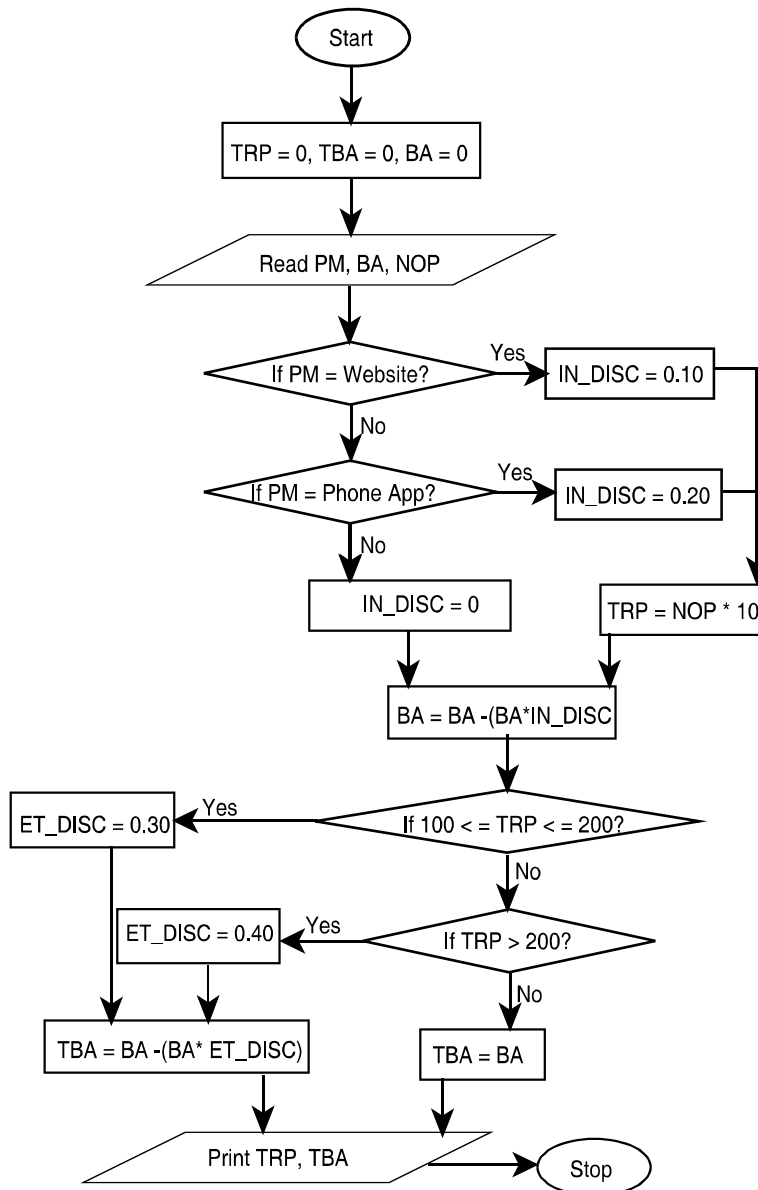 Start
TRP = 0, TBA = 0, BA = 0
Read PM, BA, NOP
If PM = Website?
Yes
IN_DISC = 0.10
No
If PM = Phone App?
Yes
IN_DISC = 0.20
No
IN_DISC = 0
TRP = NOP * 10
BA = BA -(BA*IN_DISC
If 100 < = TRP < = 200?
Yes
ET_DISC = 0.30
No
If TRP > 200?
Yes
ET_DISC = 0.40
No
TBA = BA -(BA* ET_DISC)
TBA = BA
Print TRP, TBA
Stop